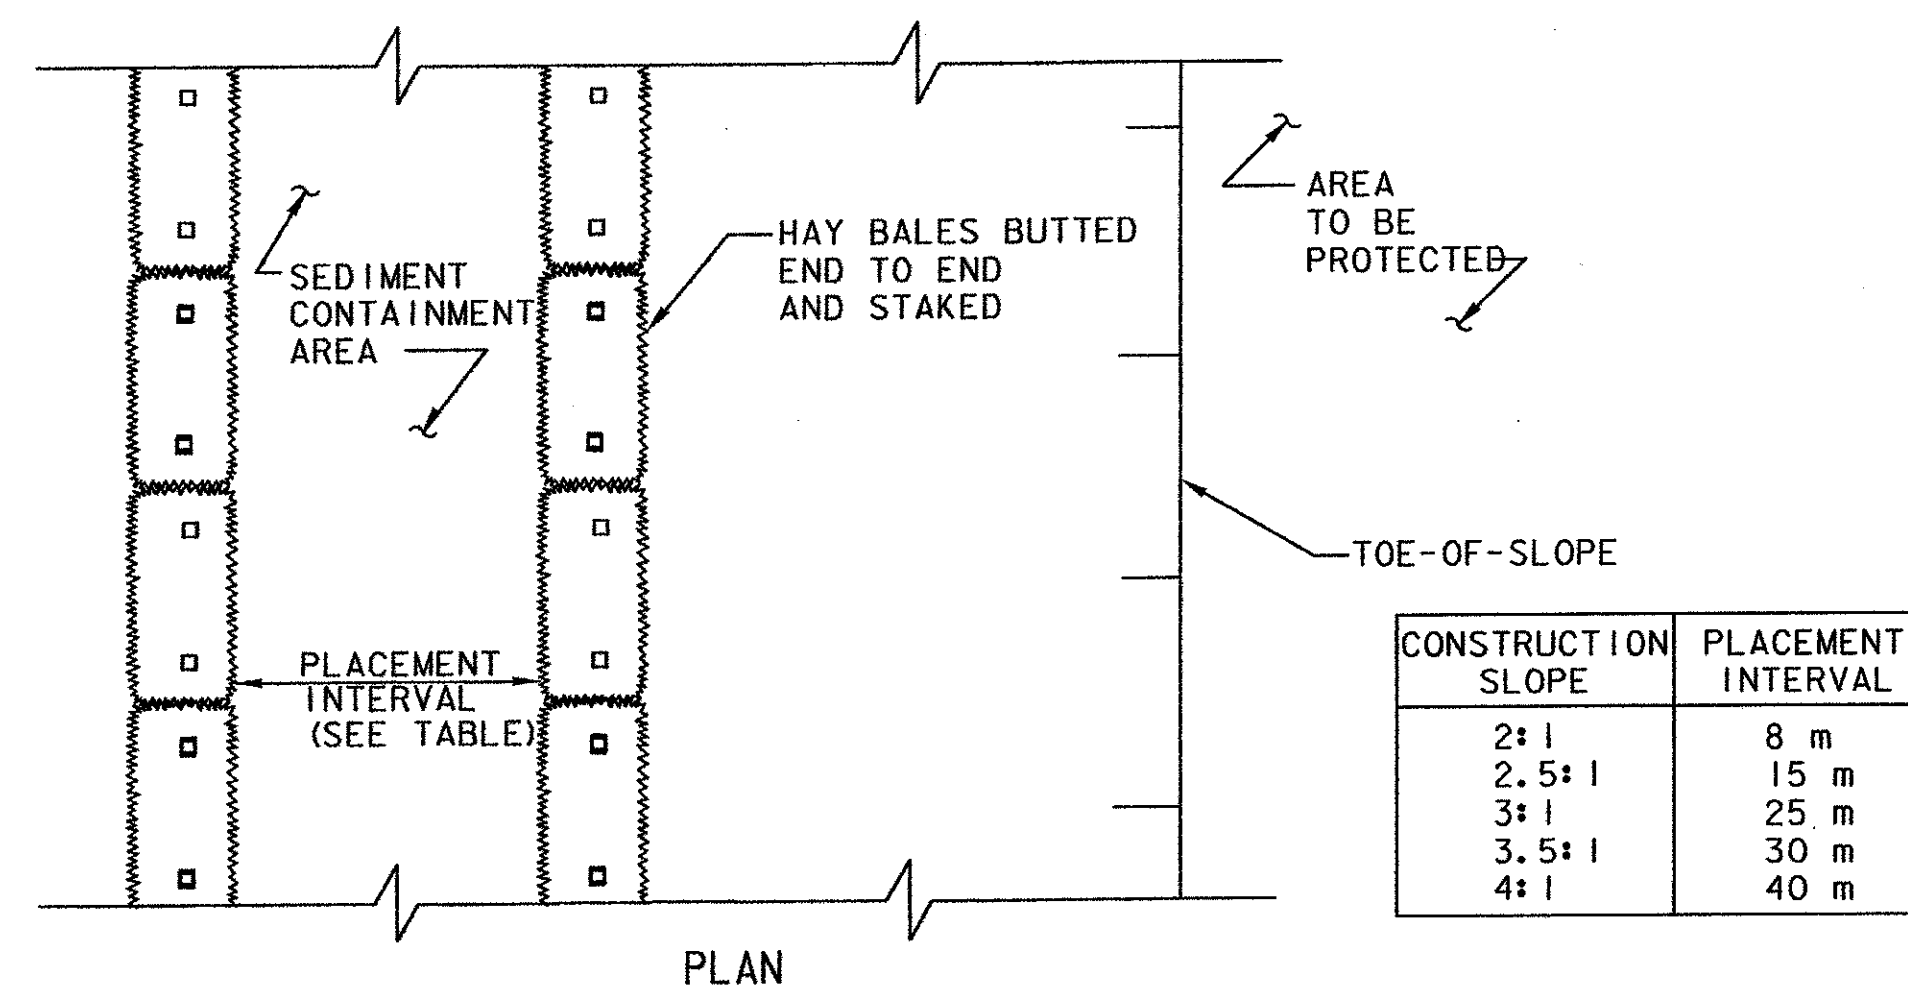 AREA
TO BE
PROTECTED
HAY BALES BUTTED
END TO END
AND STAKED
SEDIMENT
CONTAINMENT
AREA
TOE-OF-SLOPE
PLACEMENT
INTERVAL
(SEE TABLE)
CONSTRUCTION SLOPE
PLACEMENT INTERVAL
2:1 8 m
2.5:1 15 m
3:1 25 m
3.5:1 30 m
4:1 40 m
PLAN